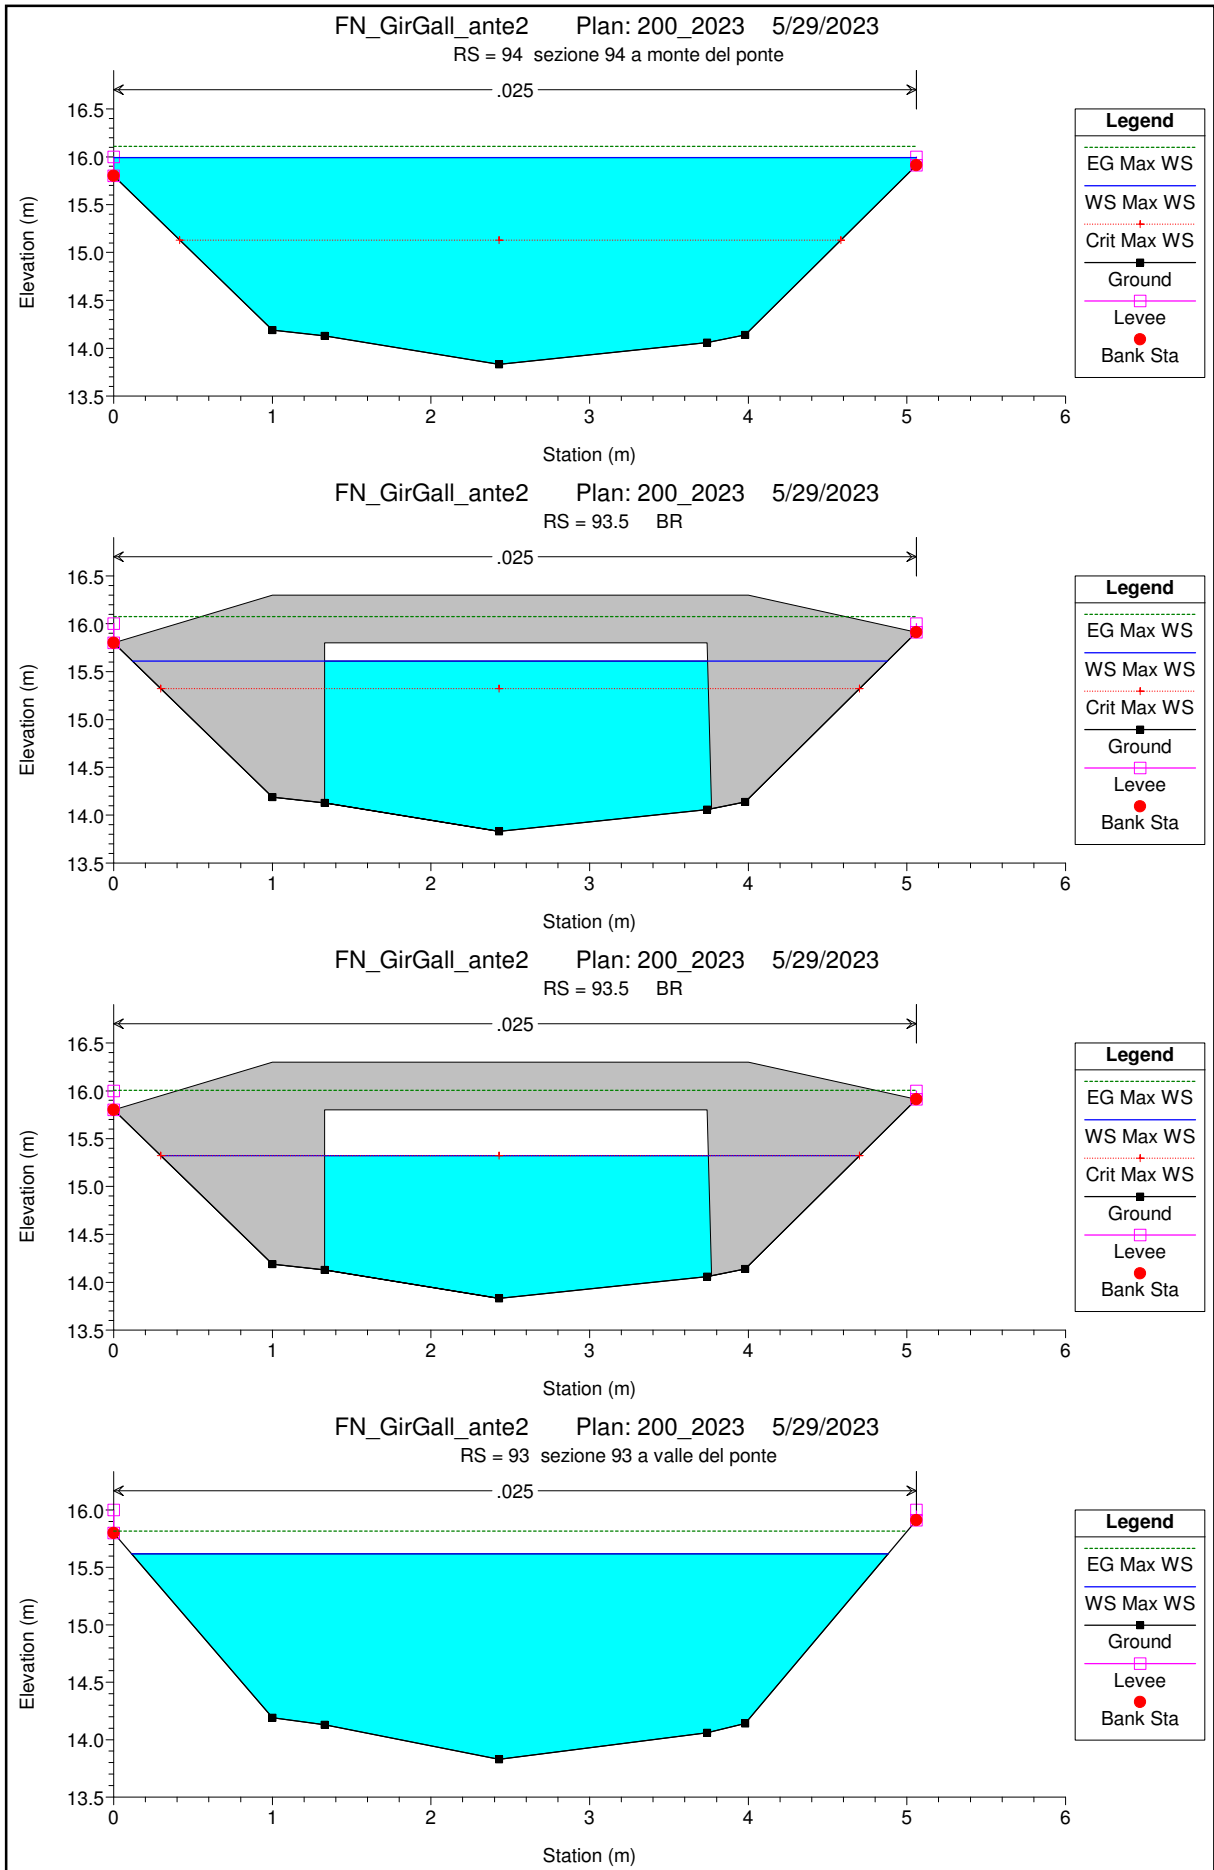 FN_GirGall_ante2 Plan: 200_2023 5/29/2023
RS = 94 sezione 94 a monte del ponte
.025
16.5
16.0
15.5
15.0
14.5
14.0
13.5
Elevation (m)
0 1 2 3 4 5 6
Station (m)
Legend
EG Max WS
WS Max WS
Crit Max WS
Ground
Levee
Bank Sta
FN_GirGall_ante2 Plan: 200_2023 5/29/2023
RS = 93.5 BR
.025
16.5
16.0
15.5
15.0
14.5
14.0
13.5
Elevation (m)
0 1 2 3 4 5 6
Station (m)
Legend
EG Max WS
WS Max WS
Crit Max WS
Ground
Levee
Bank Sta
FN_GirGall_ante2 Plan: 200_2023 5/29/2023
RS = 93.5 BR
.025
16.5
16.0
15.5
15.0
14.5
14.0
13.5
Elevation (m)
0 1 2 3 4 5 6
Station (m)
Legend
EG Max WS
WS Max WS
Crit Max WS
Ground
Levee
Bank Sta
FN_GirGall_ante2 Plan: 200_2023 5/29/2023
RS = 93 sezione 93 a valle del ponte
.025
16.0
15.5
15.0
14.5
14.0
13.5
Elevation (m)
0 1 2 3 4 5 6
Station (m)
Legend
EG Max WS
WS Max WS
Ground
Levee
Bank Sta